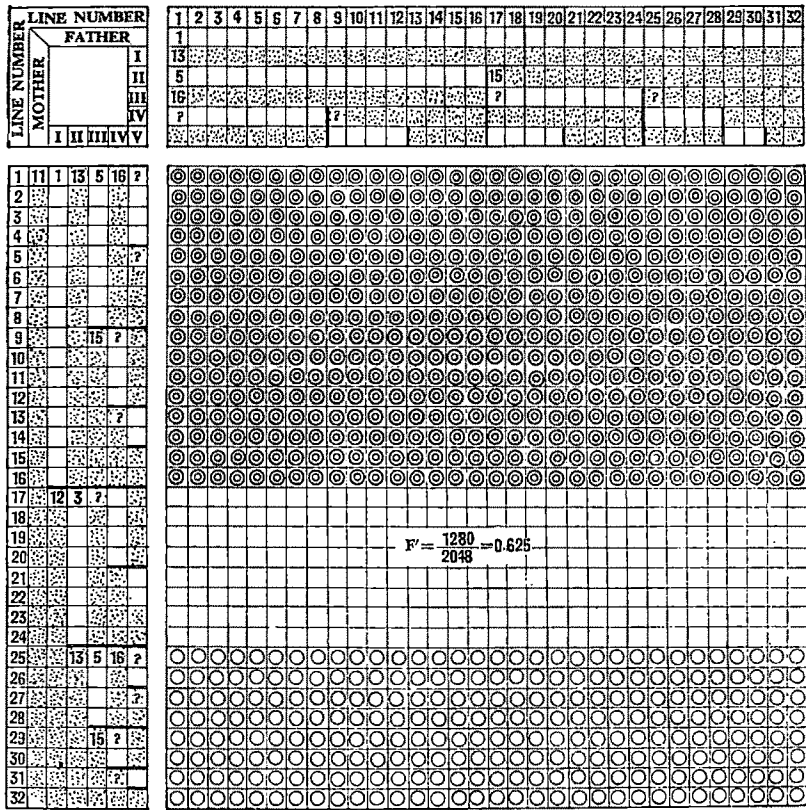 LINE NUMBER
FATHER
LINE NUMBER
MOTHER
I
II
III
IV
I II III IV V
1 2 3 4 5 6 7 8 9 10 11 12 13 14 15 16 17 18 19 20 21 22 23 24 25 26 27 28 29 30 31 32
1
13
5 15
16 ? ?
? ?
1 11 1 13 5 16 ?
2
3
4
5 ?
6
7
8
9 15 ?
10
11
12
13 ?
14
15
16
17 12 3 ?
18
19
20
21
22
23
24
25 13 5 16 ?
26
27 ?
28
29 15 ?
30
31 ?
32
F' = 1280 / 2048 = 0.625